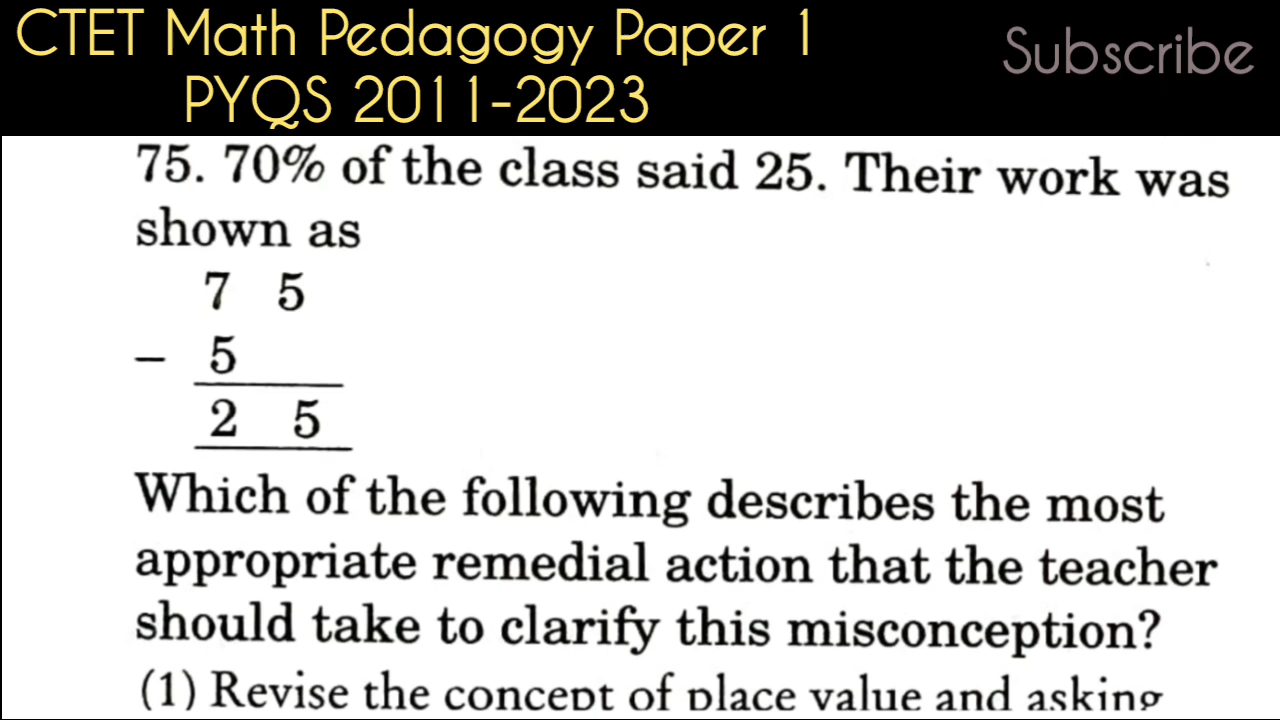 CTET Math Pedagogy Paper 1
PYQS 2011-2023
Subscribe
75. 70% of the class said 25. Their work was
shown as
7 5
– 5
2 5
Which of the following describes the most
appropriate remedial action that the teacher
should take to clarify this misconception?
(1) Revise the concept of place value and asking